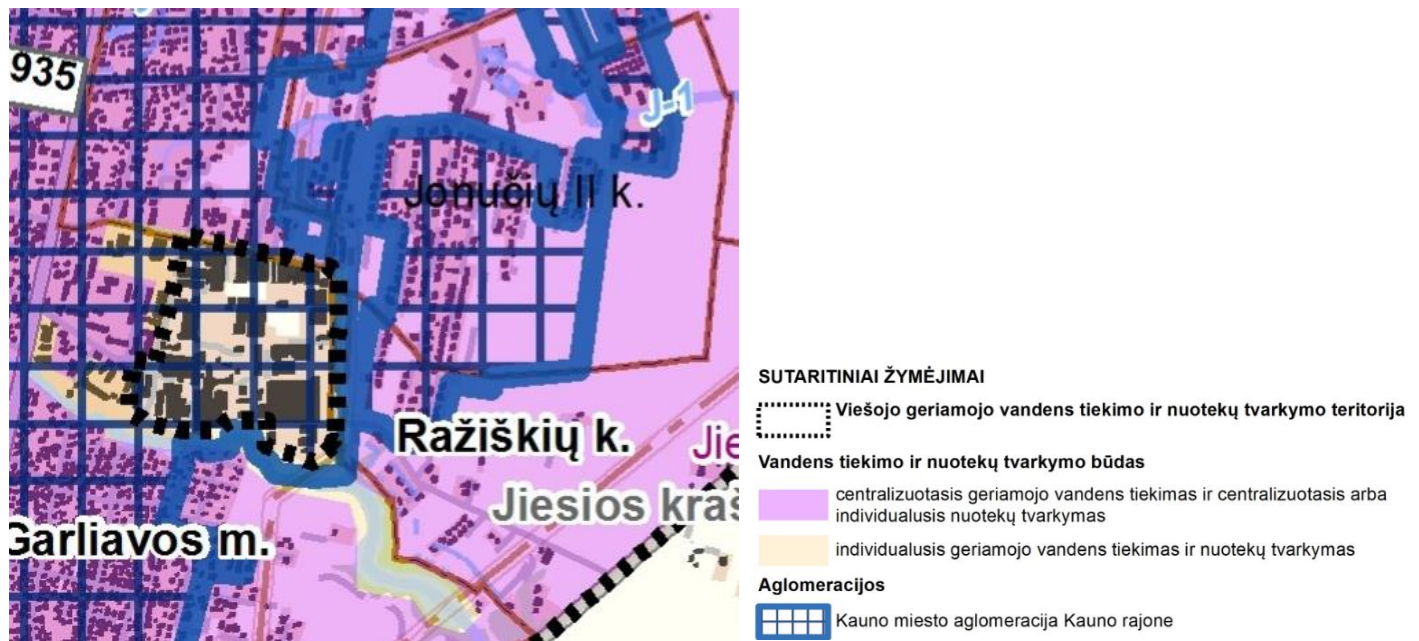 935
J-1
Jonučių II k.
Ražiškių k.
Jie
Jiesios kraš
Garliavos m.
SUTARITINIAI ŽYMĖJIMAI
Viešojo geriamojo vandens tiekimo ir nuotekų tvarkymo teritorija
Vandens tiekimo ir nuotekų tvarkymo būdas
centralizuotasis geriamojo vandens tiekimas ir centralizuotasis arba
individualusis nuotekų tvarkymas
individualusis geriamojo vandens tiekimas ir nuotekų tvarkymas
Aglomeracijos
Kauno miesto aglomeracija Kauno rajone